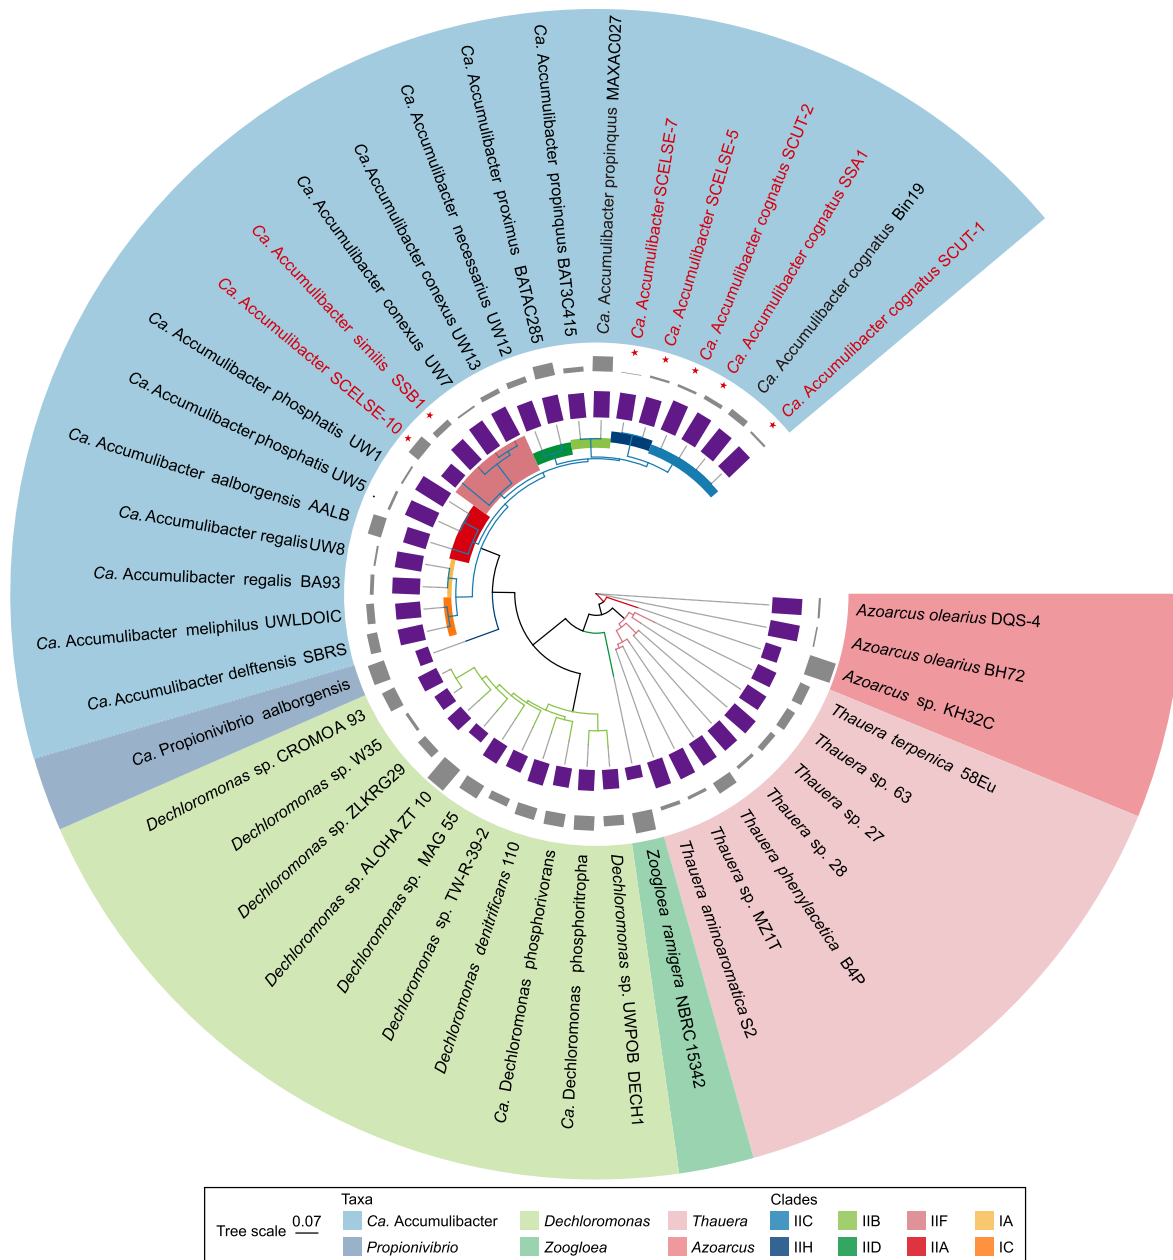 Ca. Accumulibacter cognatus SCUT-1
Ca. Accumulibacter cognatus Bin19
Ca. Accumulibacter cognatus SSA1
Ca. Accumulibacter cognatus SCUT-2
Ca. Accumulibacter SCELSE-5
Ca. Accumulibacter SCELSE-7
Ca. Accumulibacter propinquus MAXAC027
Ca. Accumulibacter propinquus BAT3C415
Ca. Accumulibacter proximus BATAC285
Ca. Accumulibacter necessarius UW12
Ca. Accumulibacter conexus UW13
Ca. Accumulibacter conexus UW7
Ca. Accumulibacter similis SSB1
Ca. Accumulibacter SCELSE-10
Ca. Accumulibacter phosphatis UW1
Ca. Accumulibacter phosphatis UW5
Ca. Accumulibacter aalborgensis AALB
Ca. Accumulibacter regalis UW8
Ca. Accumulibacter regalis BA93
Ca. Accumulibacter meliphilus UWLDOIC
Ca. Accumulibacter delftensis SBRS
Ca. Propionivibrio aalborgensis
Dechloromonas sp. CROMOA 93
Dechloromonas sp. W35
Dechloromonas sp. ZLKRG29
Dechloromonas sp. ALOHA ZT 10
Dechloromonas sp. MAG 55
Dechloromonas sp. TW-R-39-2
Dechloromonas denitrificans 110
Ca. Dechloromonas phosphorivorans
Ca. Dechloromonas phosphoritropha
Dechloromonas sp. UWPOB DECH1
Zoogloea ramigera NBRC15342
Thauera aminoaromatica S2
Thauera sp. MZ1T
Thauera phenylacetica B4P
Thauera sp. 28
Thauera sp. 27
Thauera sp. 63
Thauera terpenica 58Eu
Azoarcus sp. KH32C
Azoarcus olearius BH72
Azoarcus olearius DQS-4
Tree scale 0.07
Taxa
Ca. Accumulibacter
Dechloromonas
Thauera
Propionivibrio
Zoogloea
Azoarcus
Clades
IIC
IIB
IIF
IA
IIH
IID
IIA
IC